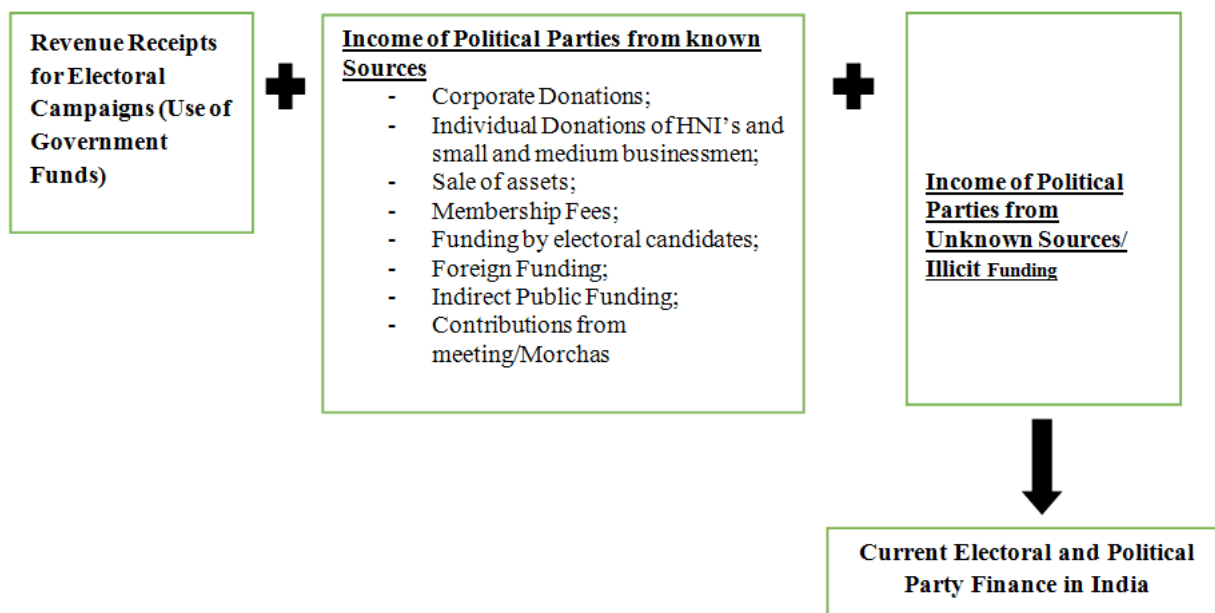 Revenue Receipts
for Electoral
Campaigns (Use of
Government
Funds)
Income of Political Parties from known
Sources
- Corporate Donations;
- Individual Donations of HNI's and
small and medium businessmen;
- Sale of assets;
- Membership Fees;
- Funding by electoral candidates;
- Foreign Funding;
- Indirect Public Funding;
- Contributions from
meeting/Morchas
Income of Political
Parties from
Unknown Sources/
Illicit Funding
Current Electoral and Political
Party Finance in India